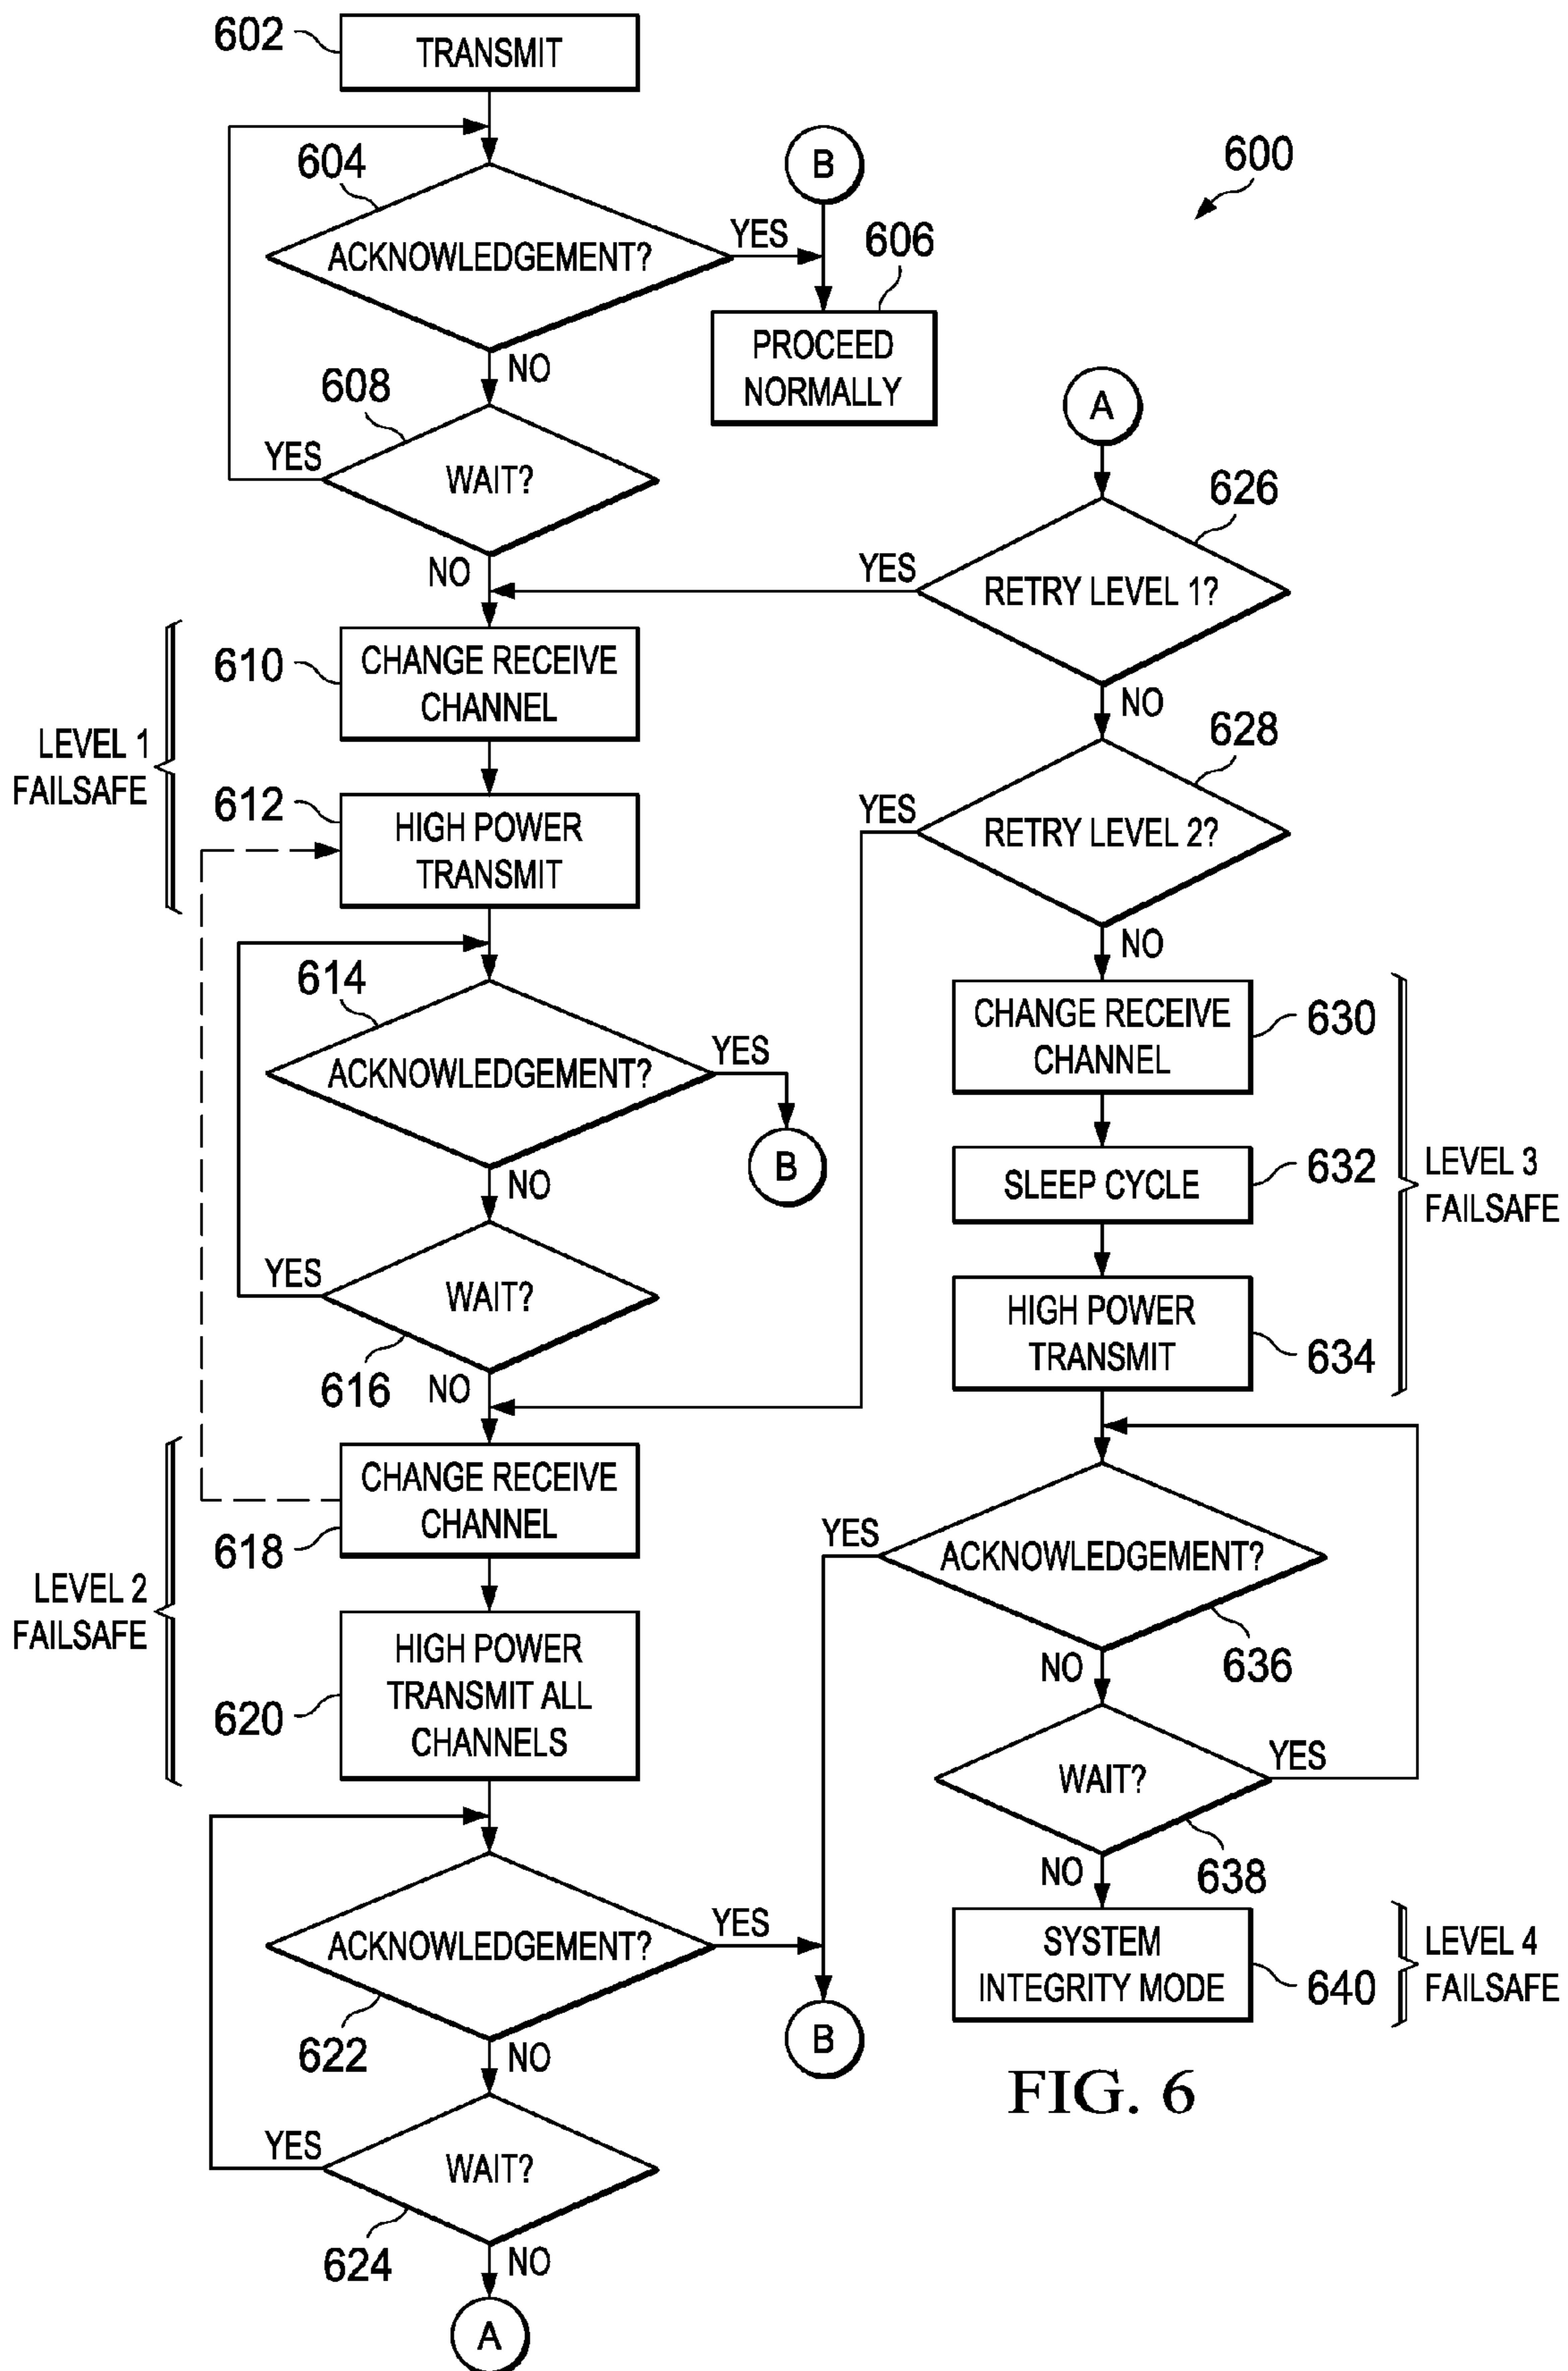 602
TRANSMIT
604
ACKNOWLEDGEMENT?
YES
B
606
PROCEED
NORMALLY
600
NO
608
YES
WAIT?
NO
A
626
YES
RETRY LEVEL 1?
NO
628
YES
RETRY LEVEL 2?
NO
LEVEL 1
FAILSAFE
610
CHANGE RECEIVE
CHANNEL
612
HIGH POWER
TRANSMIT
614
ACKNOWLEDGEMENT?
YES
B
NO
YES
WAIT?
616
NO
LEVEL 2
FAILSAFE
CHANGE RECEIVE
CHANNEL
618
HIGH POWER
TRANSMIT ALL
CHANNELS
620
ACKNOWLEDGEMENT?
YES
622
NO
B
YES
WAIT?
624
NO
A
CHANGE RECEIVE
CHANNEL
630
SLEEP CYCLE
632
HIGH POWER
TRANSMIT
634
LEVEL 3
FAILSAFE
YES
ACKNOWLEDGEMENT?
636
NO
WAIT?
YES
638
NO
SYSTEM
INTEGRITY MODE
640
LEVEL 4
FAILSAFE
FIG. 6